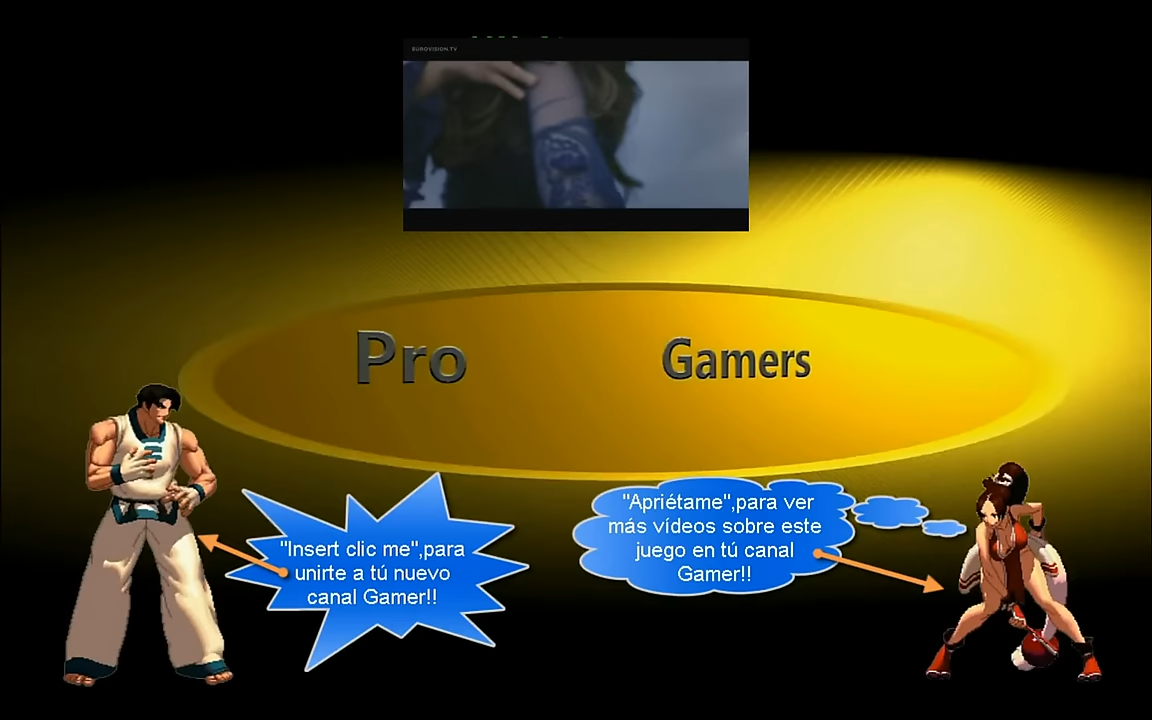 EUROVISION.TV
Pro
Gamers
"Insert clic me",para
unirte a tú nuevo
canal Gamer!!
"Apriétame",para ver
más vídeos sobre este
juego en tú canal
Gamer!!